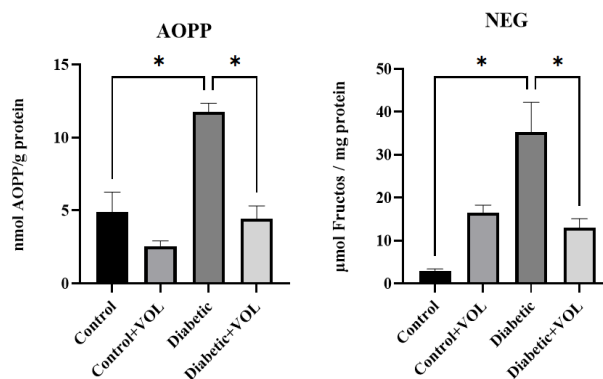 AOPP
* *
nmol AOPP/g protein
15
10
5
0
Control
Control+VOL
Diabetic
Diabetic+VOL
NEG
* *
µmol Fructos / mg protein
50
40
30
20
10
0
Control
Control+VOL
Diabetic
Diabetic+VOL